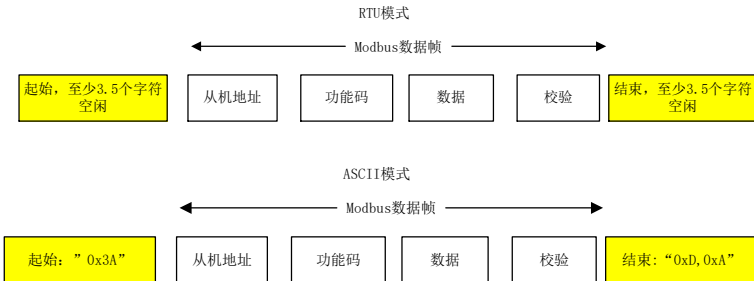 RTU模式
Modbus数据帧
起始，至少3.5个字符
空闲
从机地址
功能码
数据
校验
结束，至少3.5个字符
空闲
ASCII模式
Modbus数据帧
起始：”0x3A”
从机地址
功能码
数据
校验
结束:“0xD,0xA”